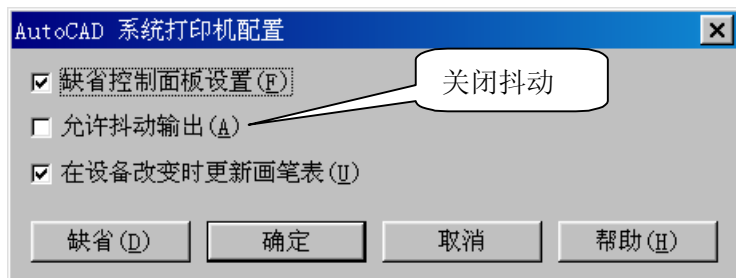 AutoCAD 系统打印机配置
缺省控制面板设置(F)
关闭抖动
允许抖动输出(A)
在设备改变时更新画笔表(U)
缺省(D) 确定 取消 帮助(H)